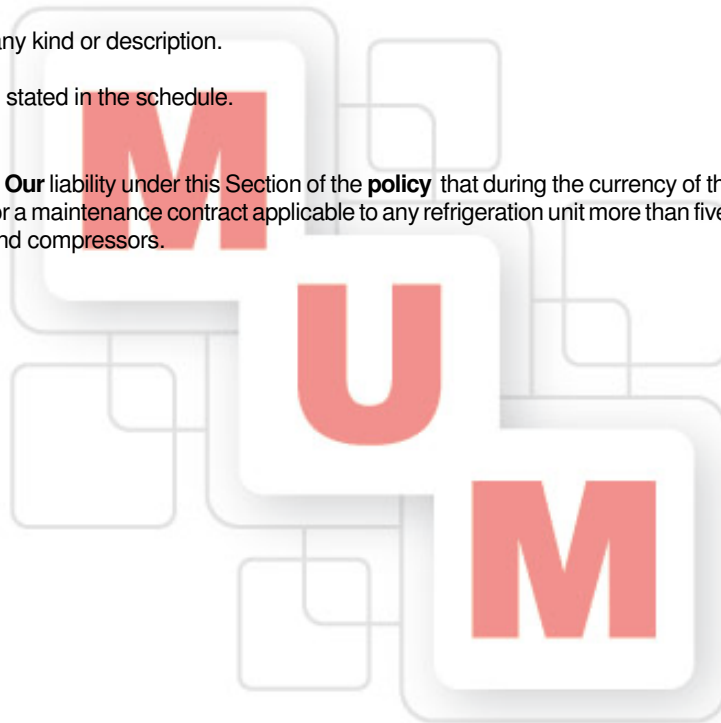 any kind or description.
stated in the schedule.
Our liability under this Section of the policy that during the currency of th
or a maintenance contract applicable to any refrigeration unit more than five
nd compressors.
M
U
M